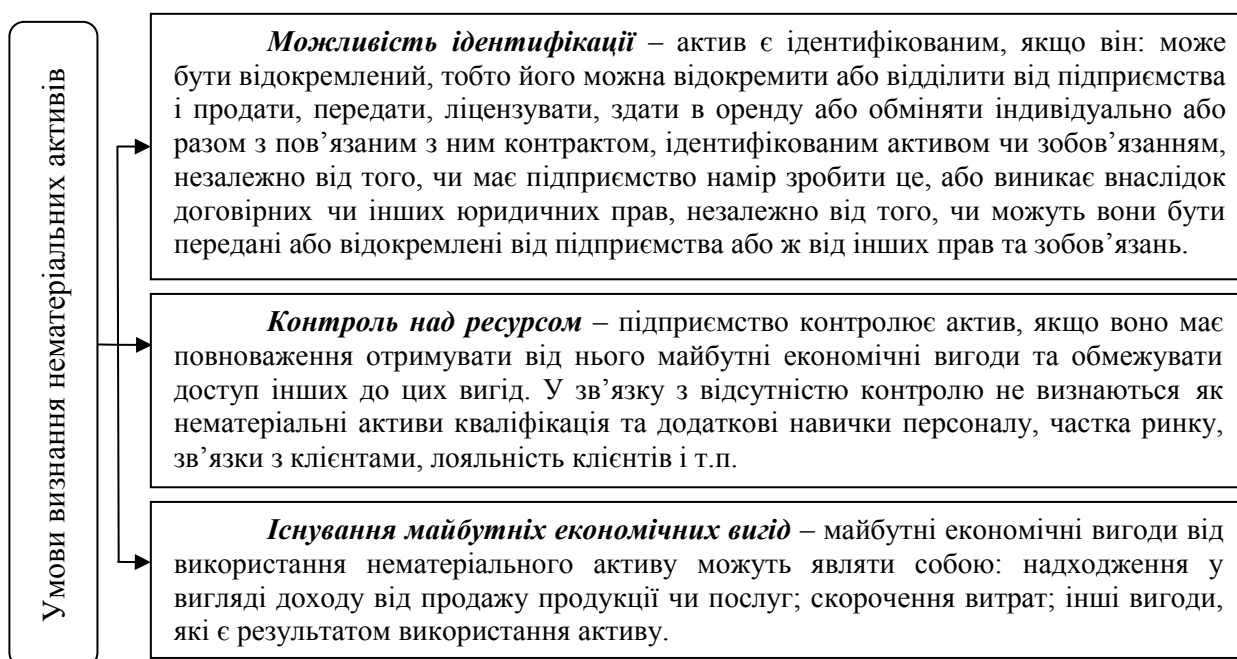 Умови визнання нематеріальних активів
Можливість ідентифікації – актив є ідентифікованим, якщо він: може
бути відокремлений, тобто його можна відокремити або відділити від підприємства
і продати, передати, ліцензувати, здати в оренду або обміняти індивідуально або
разом з пов’язаним з ним контрактом, ідентифікованим активом чи зобов’язанням,
незалежно від того, чи має підприємство намір зробити це, або виникає внаслідок
договірних чи інших юридичних прав, незалежно від того, чи можуть вони бути
передані або відокремлені від підприємства або ж від інших прав та зобов’язань.
Контроль над ресурсом – підприємство контролює актив, якщо воно має
повноваження отримувати від нього майбутні економічні вигоди та обмежувати
доступ інших до цих вигід. У зв’язку з відсутністю контролю не визнаються як
нематеріальні активи кваліфікація та додаткові навички персоналу, частка ринку,
зв’язки з клієнтами, лояльність клієнтів і т.п.
Існування майбутніх економічних вигід – майбутні економічні вигоди від
використання нематеріального активу можуть являти собою: надходження у
вигляді доходу від продажу продукції чи послуг; скорочення витрат; інші вигоди,
які є результатом використання активу.